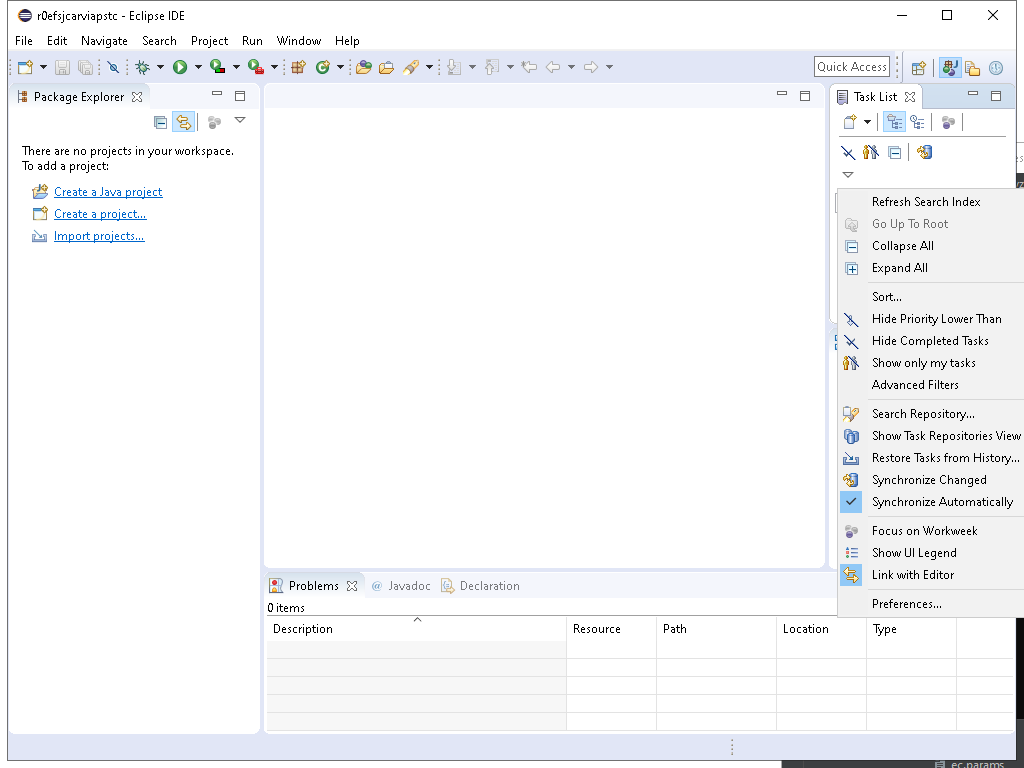 r0efsjcarviapstc - Eclipse IDE
File Edit Navigate Search Project Run Window Help
Quick Access
Package Explorer
Task List
There are no projects in your workspace.
To add a project:
Create a Java project
Create a project...
Import projects...
Refresh Search Index
Go Up To Root
Collapse All
Expand All
Sort...
Hide Priority Lower Than
Hide Completed Tasks
Show only my tasks
Advanced Filters
Search Repository...
Show Task Repositories View
Restore Tasks from History...
Synchronize Changed
Synchronize Automatically
Focus on Workweek
Show UI Legend
Link with Editor
Preferences...
Problems @ Javadoc Declaration
0 items
Description Resource Path Location Type
ec.params